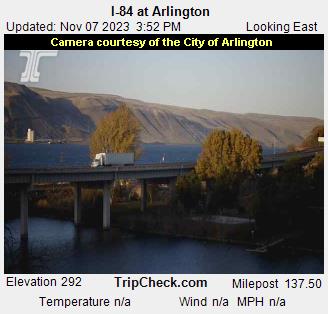 I-84 at Arlington
Updated: Nov 07 2023 3:52 PM Looking East
Camera courtesy of the City of Arlington
Elevation 292 TripCheck.com Milepost 137.50
Temperature n/a Wind n/a MPH n/a